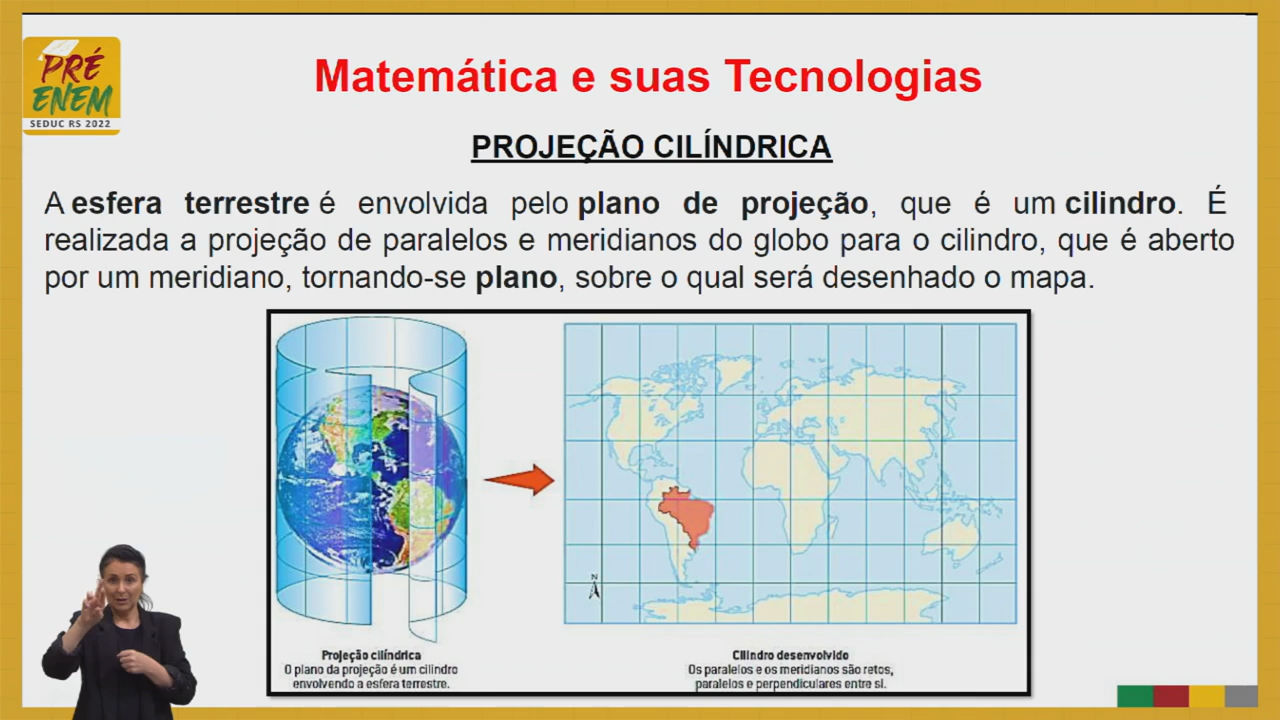 PRÉ
ENEM
SEDUC RS 2022
Matemática e suas Tecnologias
PROJEÇÃO CILÍNDRICA
A esfera terrestre é envolvida pelo plano de projeção, que é um cilindro. É
realizada a projeção de paralelos e meridianos do globo para o cilindro, que é aberto
por um meridiano, tornando-se plano, sobre o qual será desenhado o mapa.
N
Projeção cilíndrica
O plano da projeção é um cilindro
envolvendo a esfera terrestre.
Cilindro desenvolvido
Os paralelos e os meridianos são retos,
paralelos e perpendiculares entre si.